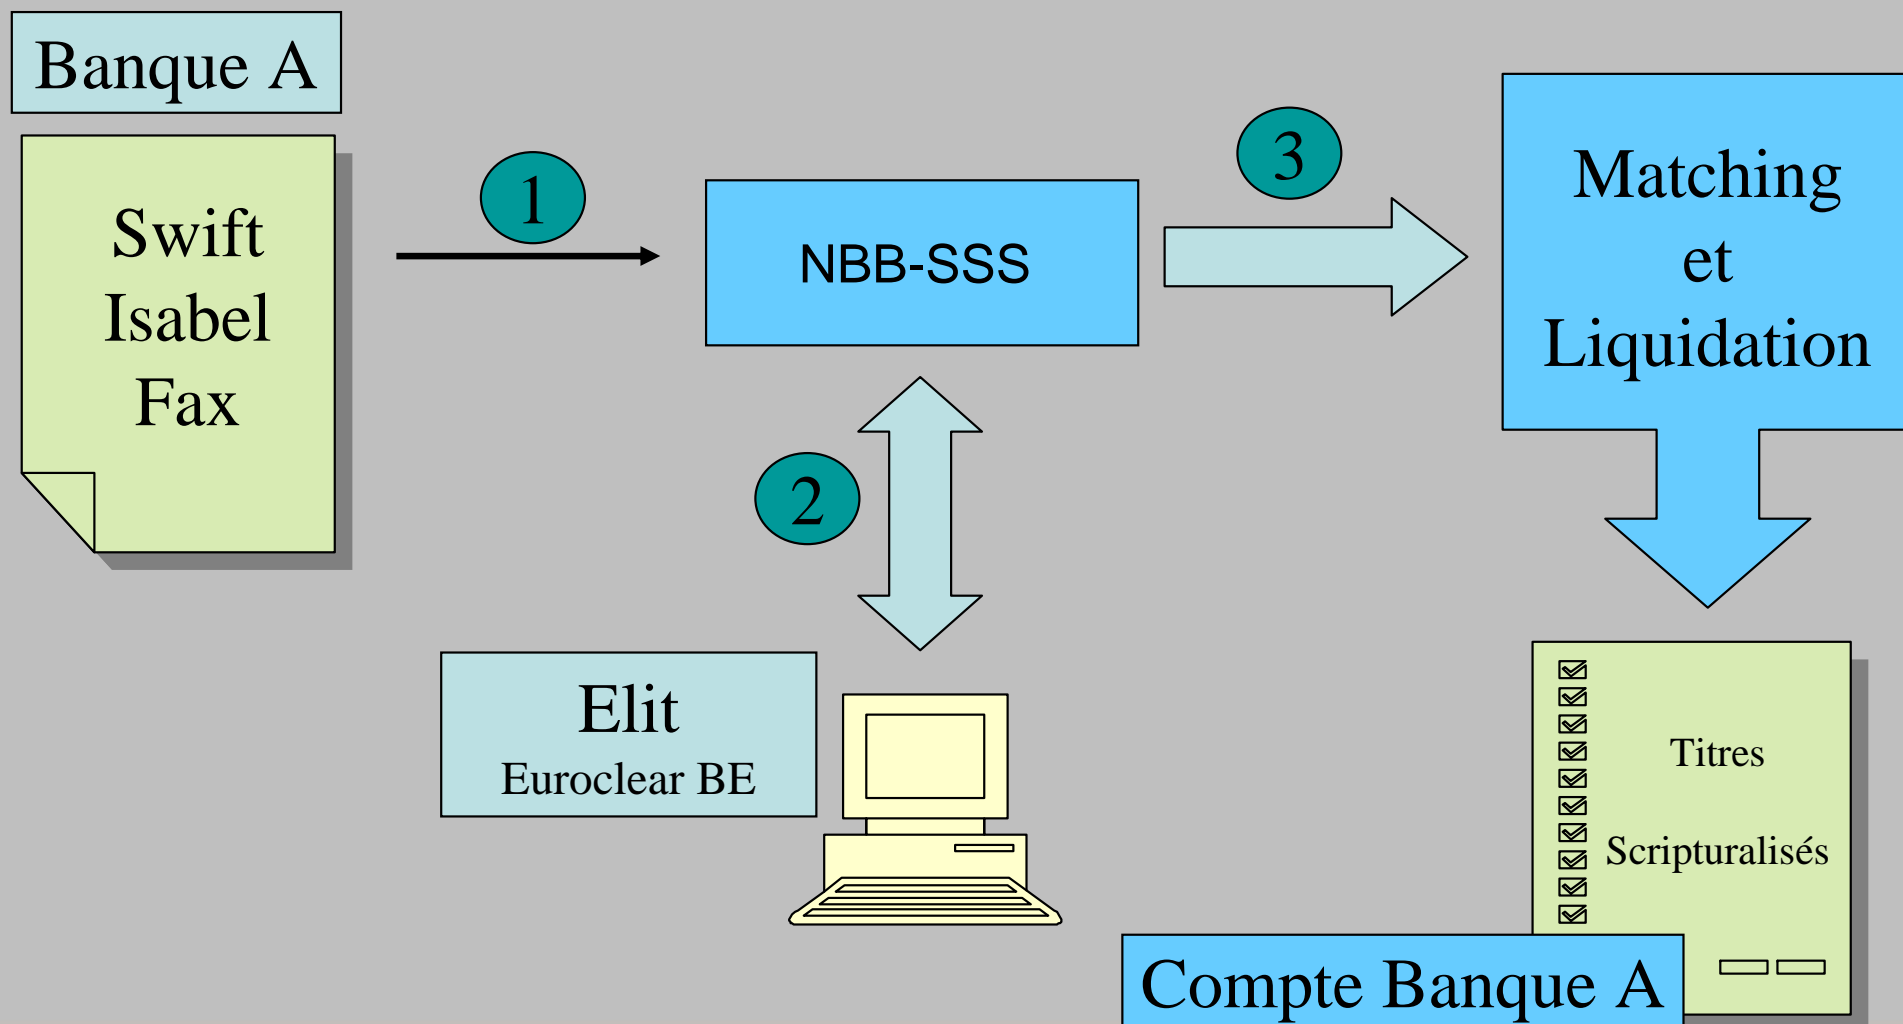 Banque A
Swift
Isabel
Fax
1
NBB-SSS
3
Matching
et
Liquidation
2
Elit
Euroclear BE
Titres
Scripturalisés
Compte Banque A